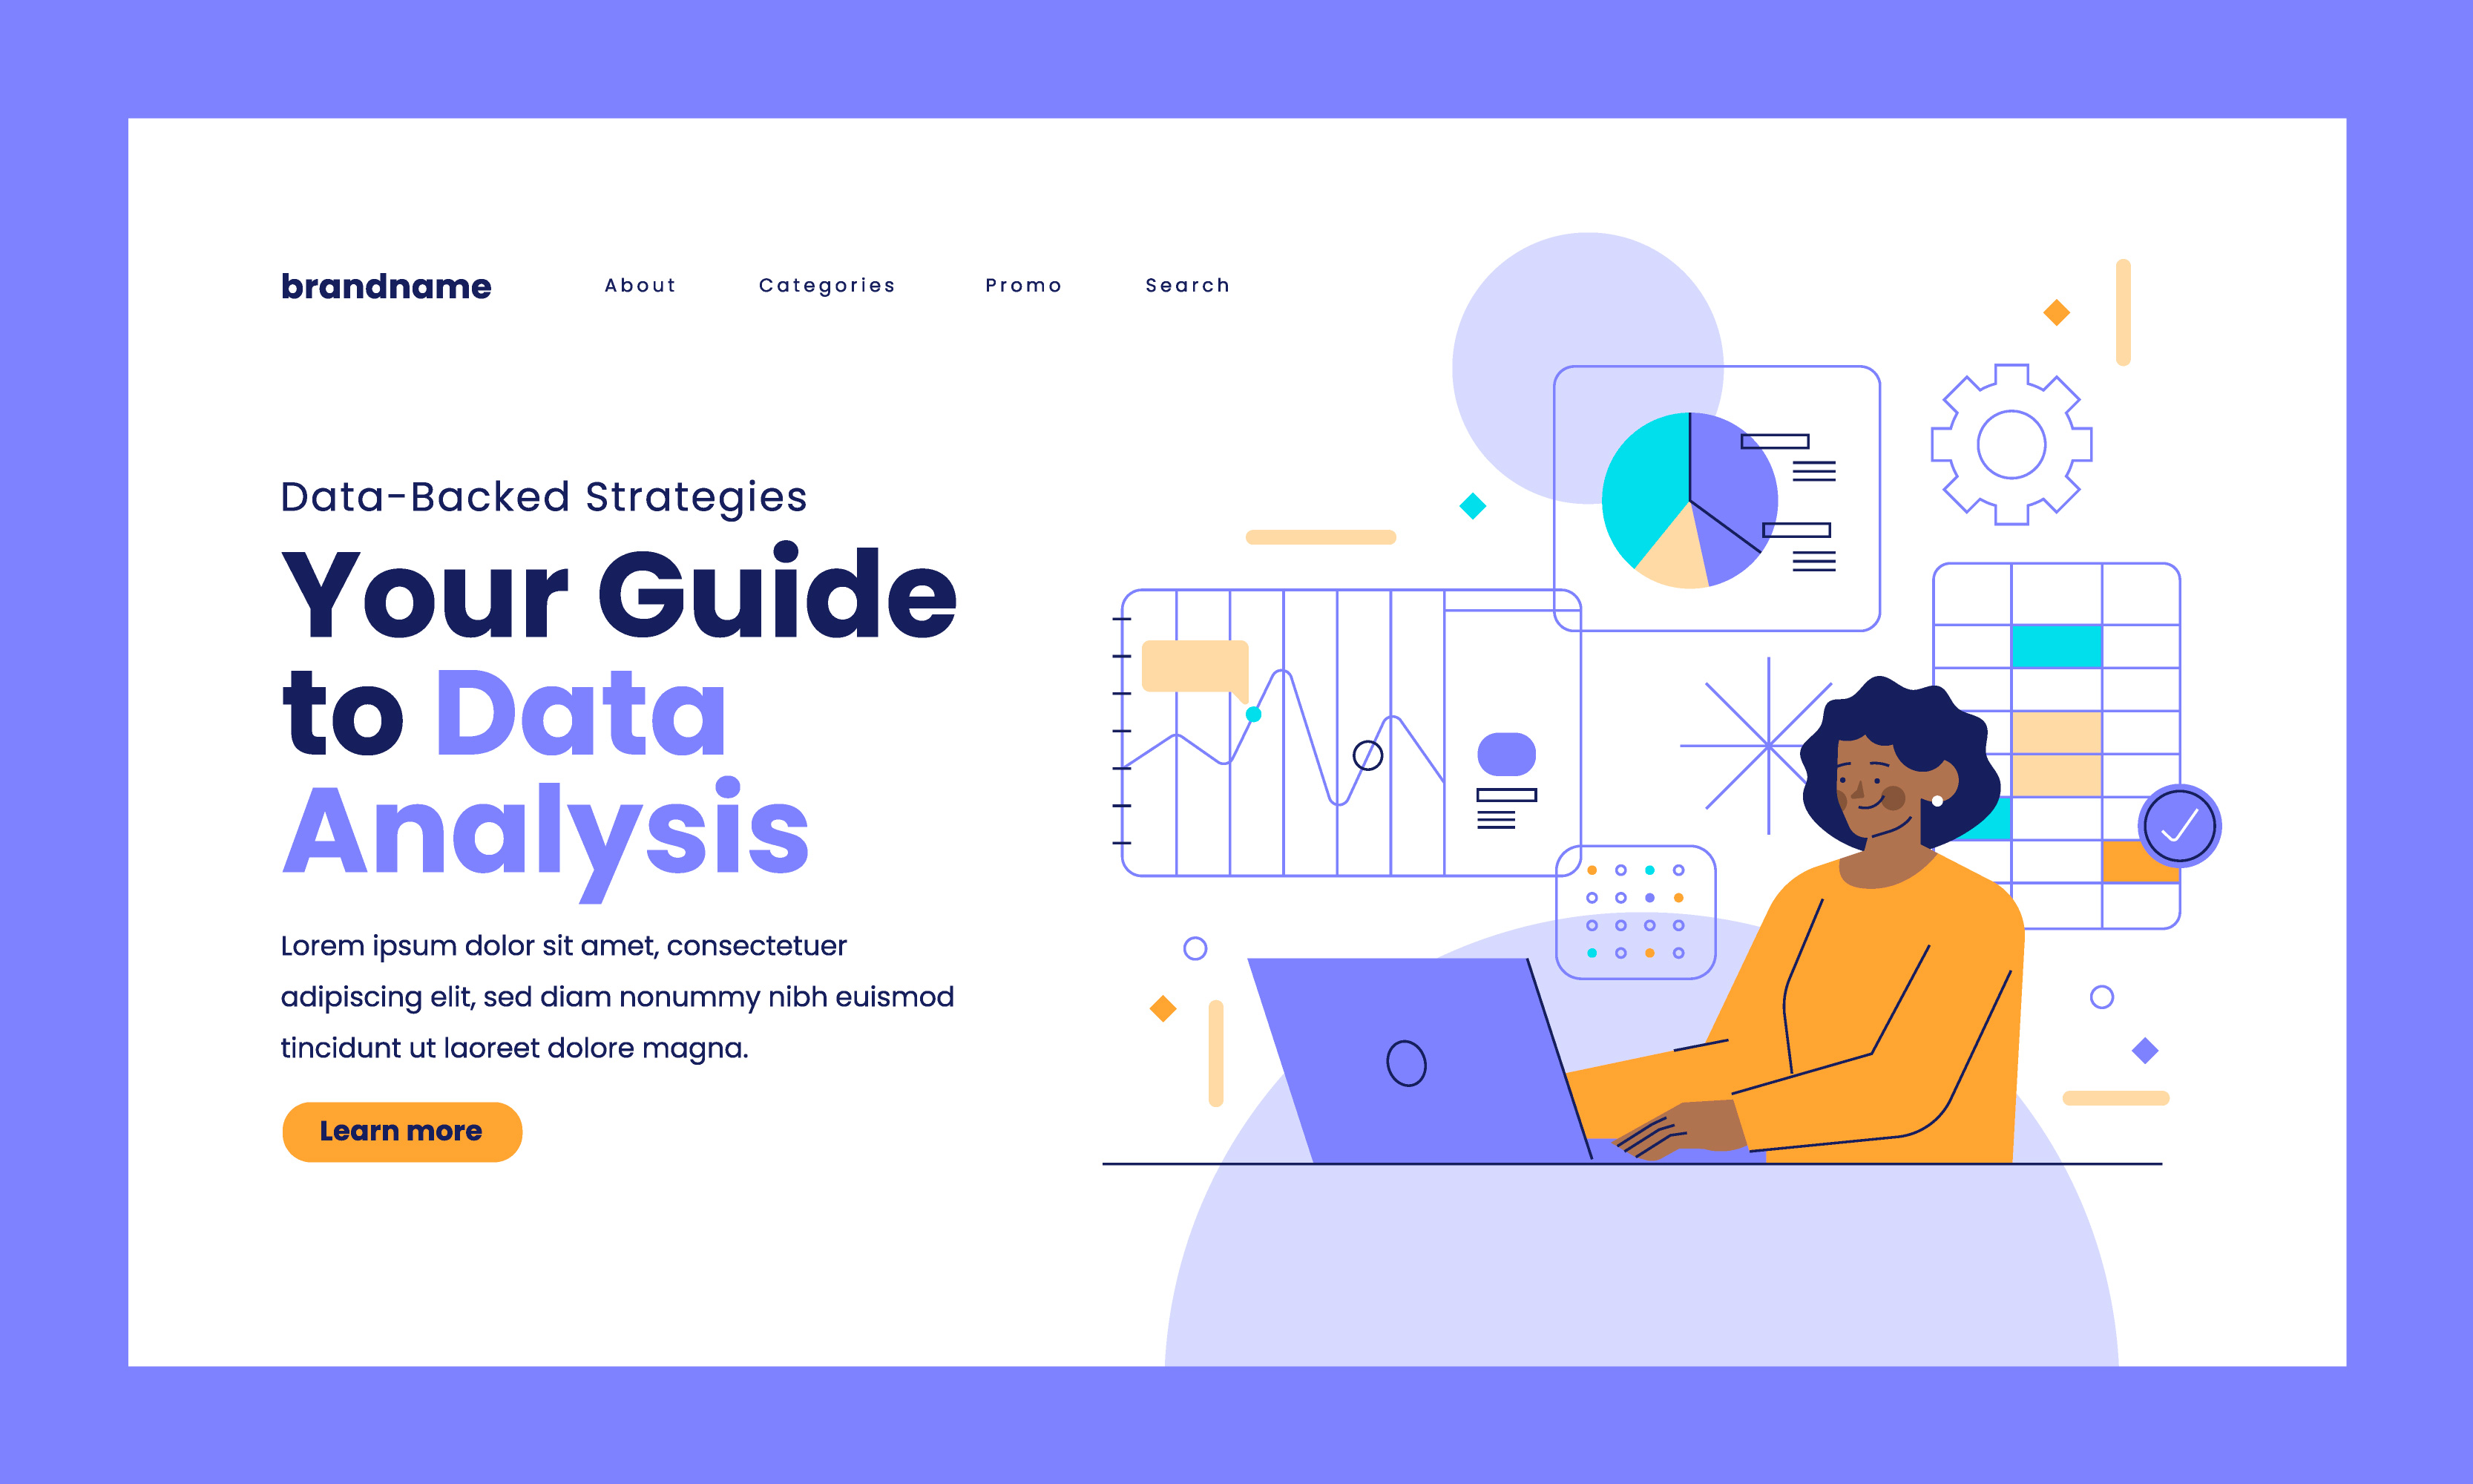 brandname About Categories Promo Search
Data-Backed Strategies
Your Guide
to Data
Analysis
Lorem ipsum dolor sit amet, consectetuer
adipiscing elit, sed diam nonummy nibh euismod
tincidunt ut laoreet dolore magna.
Learn more